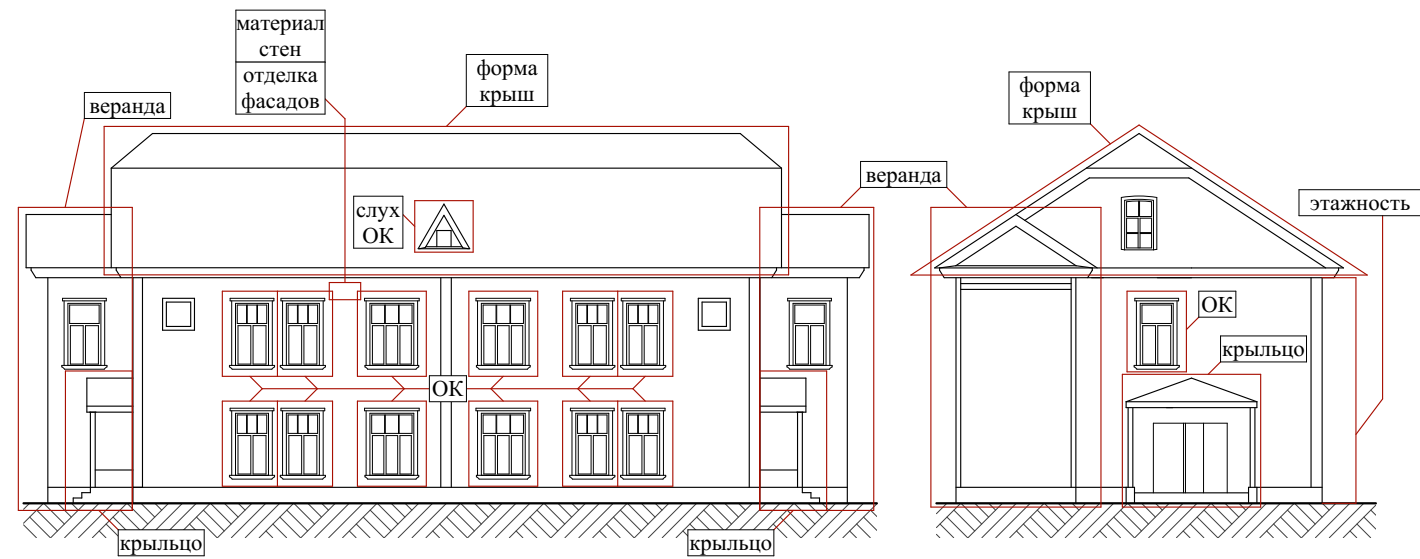 материал
стен
отделка
фасадов
форма
крыш
веранда
слух
ОК
ОК
крыльцо
крыльцо
веранда
форма
крыш
этажность
ОК
крыльцо